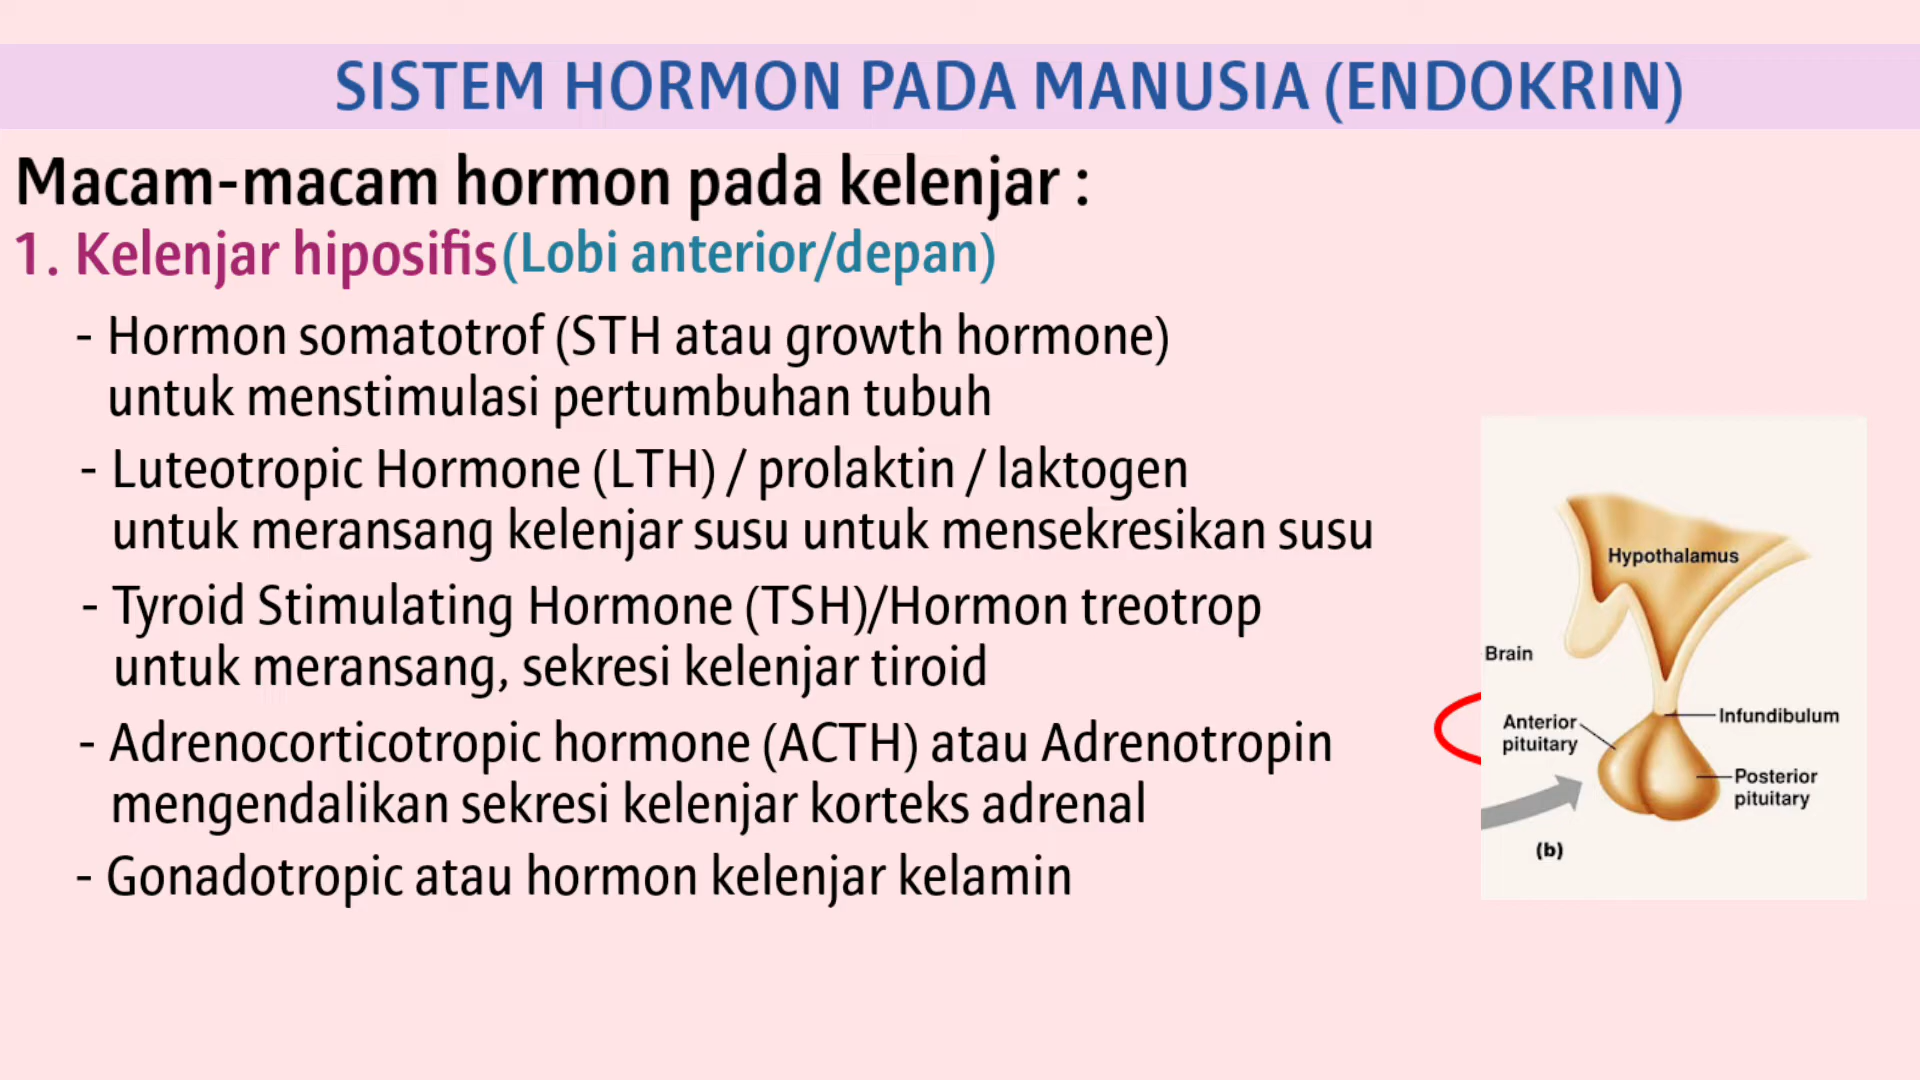 SISTEM HORMON PADA MANUSIA (ENDOKRIN)
Macam-macam hormon pada kelenjar :
1. Kelenjar hiposifis (Lobi anterior/depan)
- Hormon somatotrof (STH atau growth hormone)
untuk menstimulasi pertumbuhan tubuh
- Luteotropic Hormone (LTH) / prolaktin / laktogen
untuk meransang kelenjar susu untuk mensekresikan susu
- Tyroid Stimulating Hormone (TSH)/Hormon treotrop
untuk meransang, sekresi kelenjar tiroid
- Adrenocorticotropic hormone (ACTH) atau Adrenotropin
mengendalikan sekresi kelenjar korteks adrenal
- Gonadotropic atau hormon kelenjar kelamin
Hypothalamus
Brain
Infundibulum
Anterior
pituitary
Posterior
pituitary
(b)